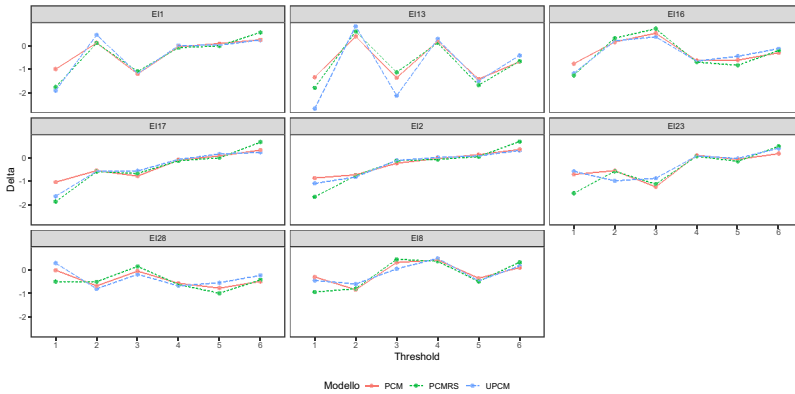 EI1
EI13
EI16
0
-1
-2
EI17
EI2
EI23
Delta
0
-1
-2
1 2 3 4 5 6
EI28
EI8
0
-1
-2
1 2 3 4 5 6
1 2 3 4 5 6
Threshold
Modello PCM PCMRS UPCM